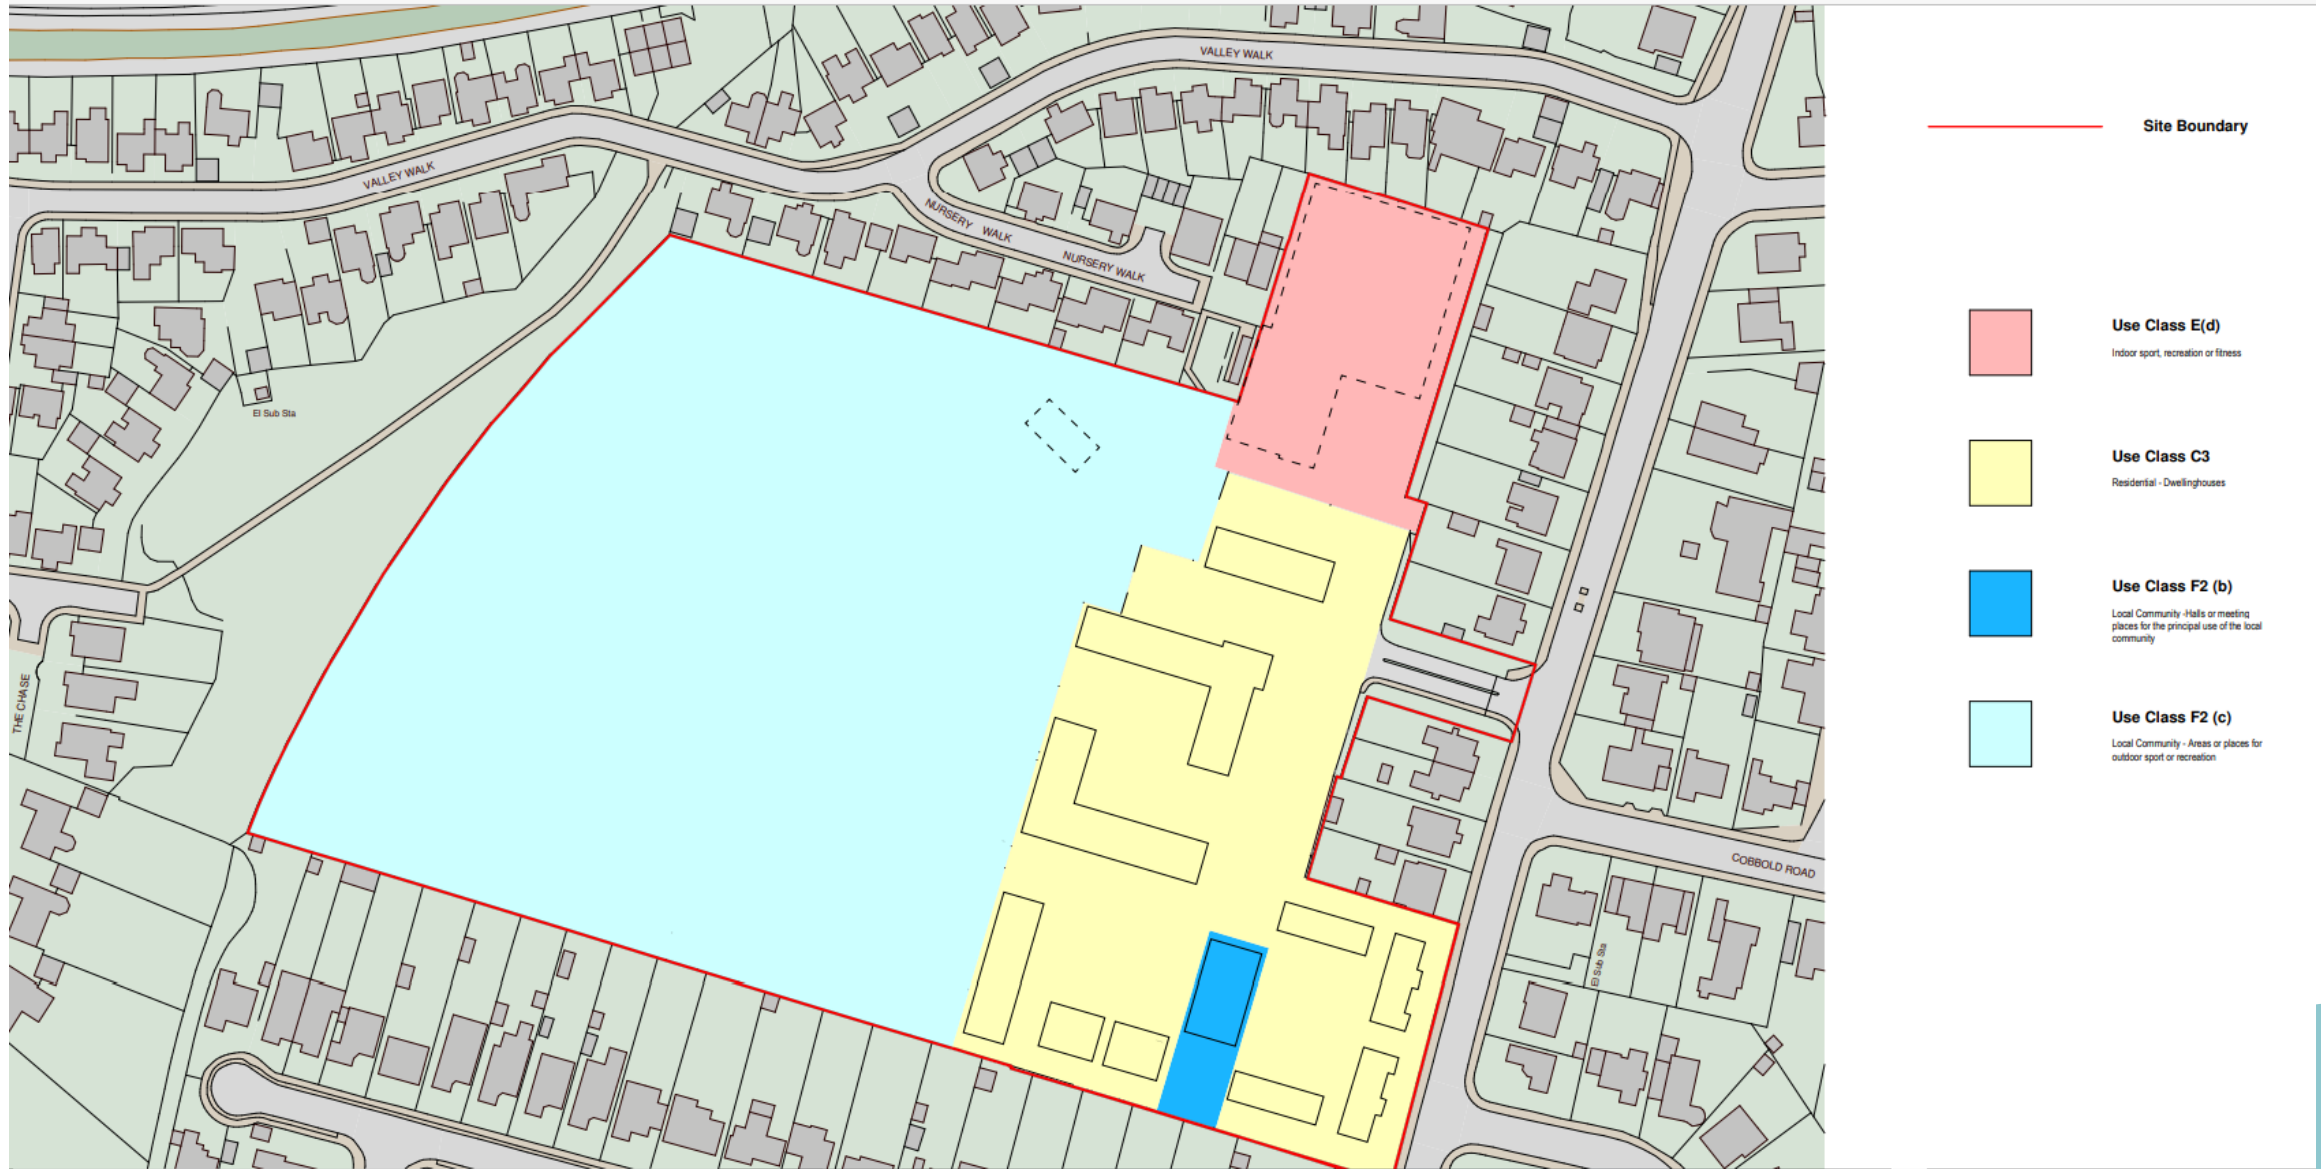 VALLEY WALK
VALLEY WALK
NURSERY WALK
NURSERY WALK
El Sub Sta
THE CHASE
COBBOLD ROAD
El Sub Sta
Site Boundary
Use Class E(d)
Indoor sport, recreation or fitness
Use Class C3
Residential - Dwellinghouses
Use Class F2 (b)
Local Community -Halls or meeting
places for the principal use of the local
community
Use Class F2 (c)
Local Community - Areas or places for
outdoor sport or recreation